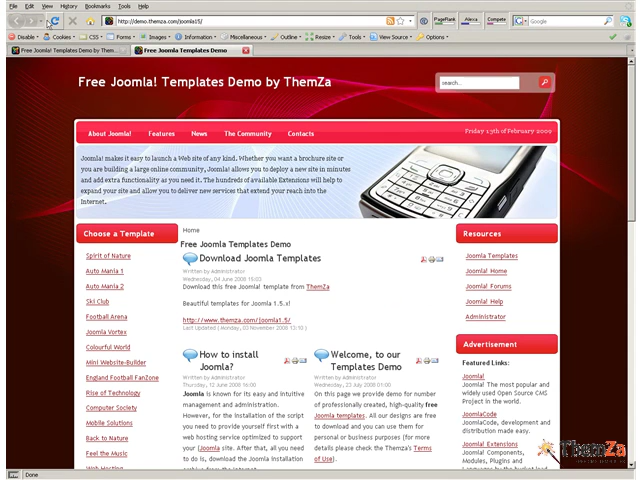 File Edit View History Bookmarks Tools Help
http://demo.themza.com/joomla15/
PageRank Alexa Compete Google Search
Disable Cookies CSS Forms Images Information Miscellaneous Outline Resize Tools View Source Options
Free Joomla! Templates Demo by Them...
Free Joomla Templates Demo
Free Joomla! Templates Demo by ThemZa
search...
About Joomla! Features News The Community Contacts
Friday 13th of February 2009
Joomla! makes it easy to launch a Web site of any kind. Whether you want a brochure site or
you are building a large online community, Joomla! allows you to deploy a new site in minutes
and add extra functionality as you need it. The hundreds of available Extensions will help to
expand your site and allow you to deliver new services that extend your reach into the
Internet.
Choose a Template
Spirit of Nature
Auto Mania 1
Auto Mania 2
Ski Club
Football Arena
Joomla Vortex
Colourful World
Mini Website-Builder
England Football FanZone
Rise of Technology
Computer Society
Mobile Solutions
Back to Nature
Feel the Music
Web Hosting
Home
Free Joomla Templates Demo
Download Joomla Templates
Written by Administrator
Wednesday, 04 June 2008 19:03
Download this free Joomla! template from ThemZa
Beautiful templates for Joomla 1.5.x!
http://www.themza.com/joomla1.5/
Last Updated ( Monday, 03 November 2008 13:10 )
How to install
Joomla?
Written by Administrator
Thursday, 12 June 2008 16:00
Joomla is known for its easy and intuitive
management and administration.
However, for the installation of the script
you need to provide yourself first with a
web hosting service optimized to support
your (Joomla site. After that, all you need
to do, is download the Joomla installation
archive from the internet
Welcome, to our
Templates Demo
Written by Administrator
Wednesday, 23 July 2008 01:00
On this page we provide demo for number
of professionally created, high-quality free
Joomla templates. All our designs are free
to download and you can use them for
personal or business purposes (for more
details please check the Themza's Terms
of Use).
Resources
Joomla Templates
Joomla! Home
Joomla! Forums
Joomla! Help
Administrator
Advertisement
Featured Links:
Joomla!
Joomla! The most popular and
widely used Open Source CMS
Project in the world.
JoomlaCode
JoomlaCode, development and
distribution made easy.
Joomla! Extensions
Joomla! Components,
Modules, Plugins and
Languages by the bucket load.
ThemZa
Done